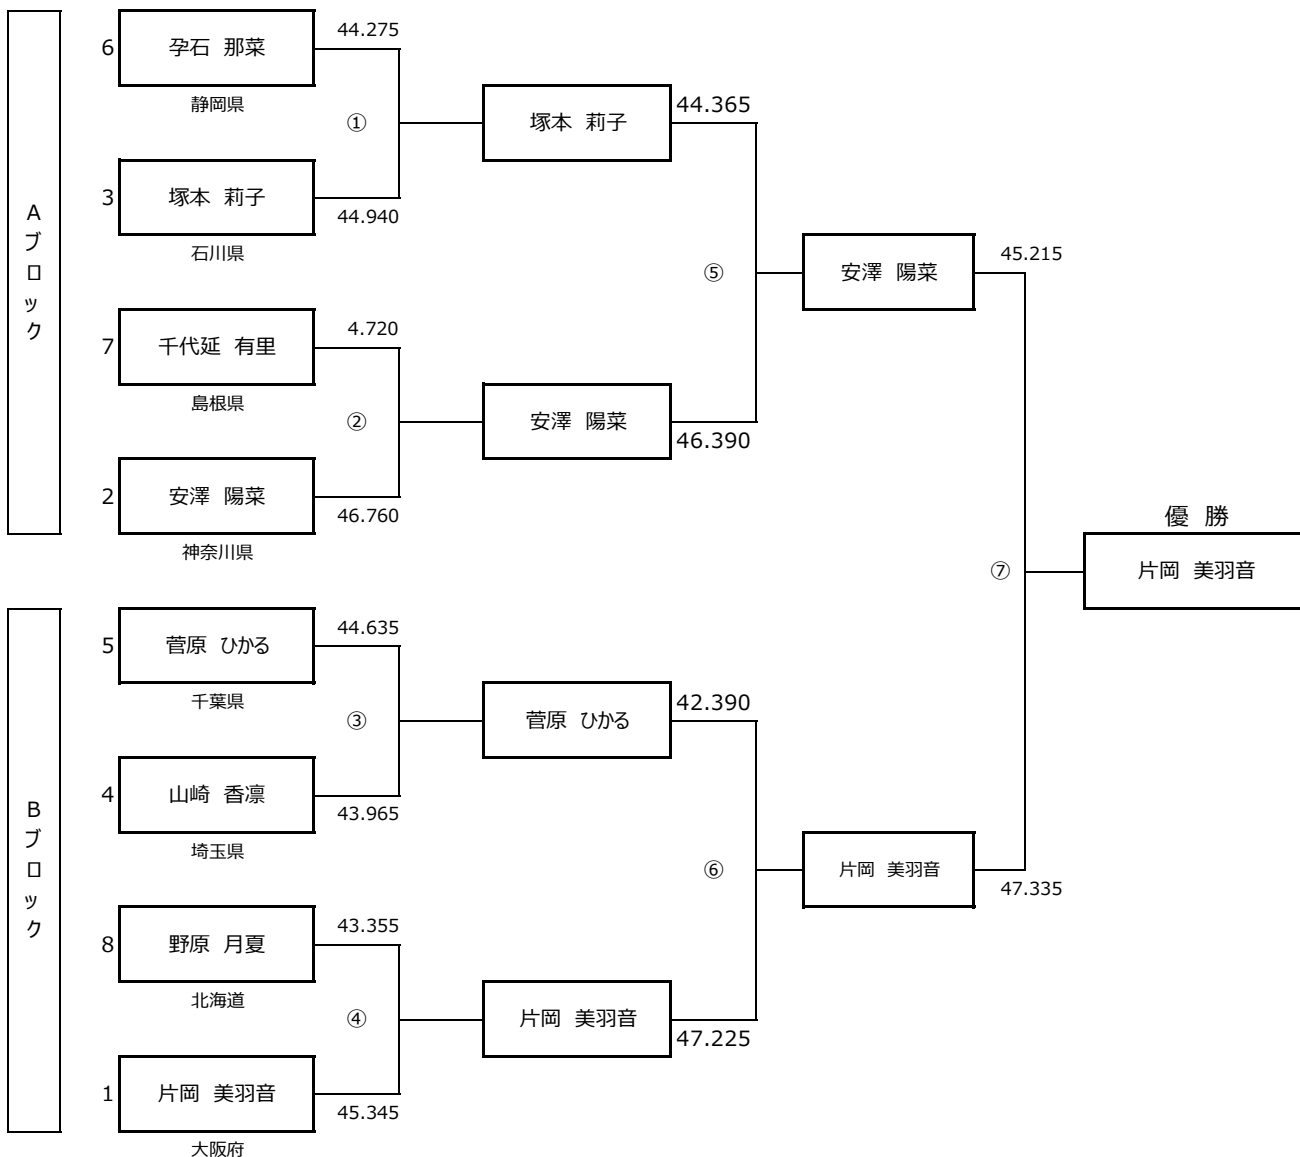 Aブロック
6
孕石 那菜
44.275
静岡県
①
塚本 莉子
44.365
3
塚本 莉子
44.940
石川県
⑤
安澤 陽菜
45.215
7
千代延 有里
4.720
島根県
②
安澤 陽菜
46.390
2
安澤 陽菜
46.760
神奈川県
優 勝
⑦
片岡 美羽音
Bブロック
5
菅原 ひかる
44.635
千葉県
③
菅原 ひかる
42.390
4
山崎 香凛
43.965
埼玉県
⑥
片岡 美羽音
47.335
8
野原 月夏
43.355
北海道
④
片岡 美羽音
47.225
1
片岡 美羽音
45.345
大阪府